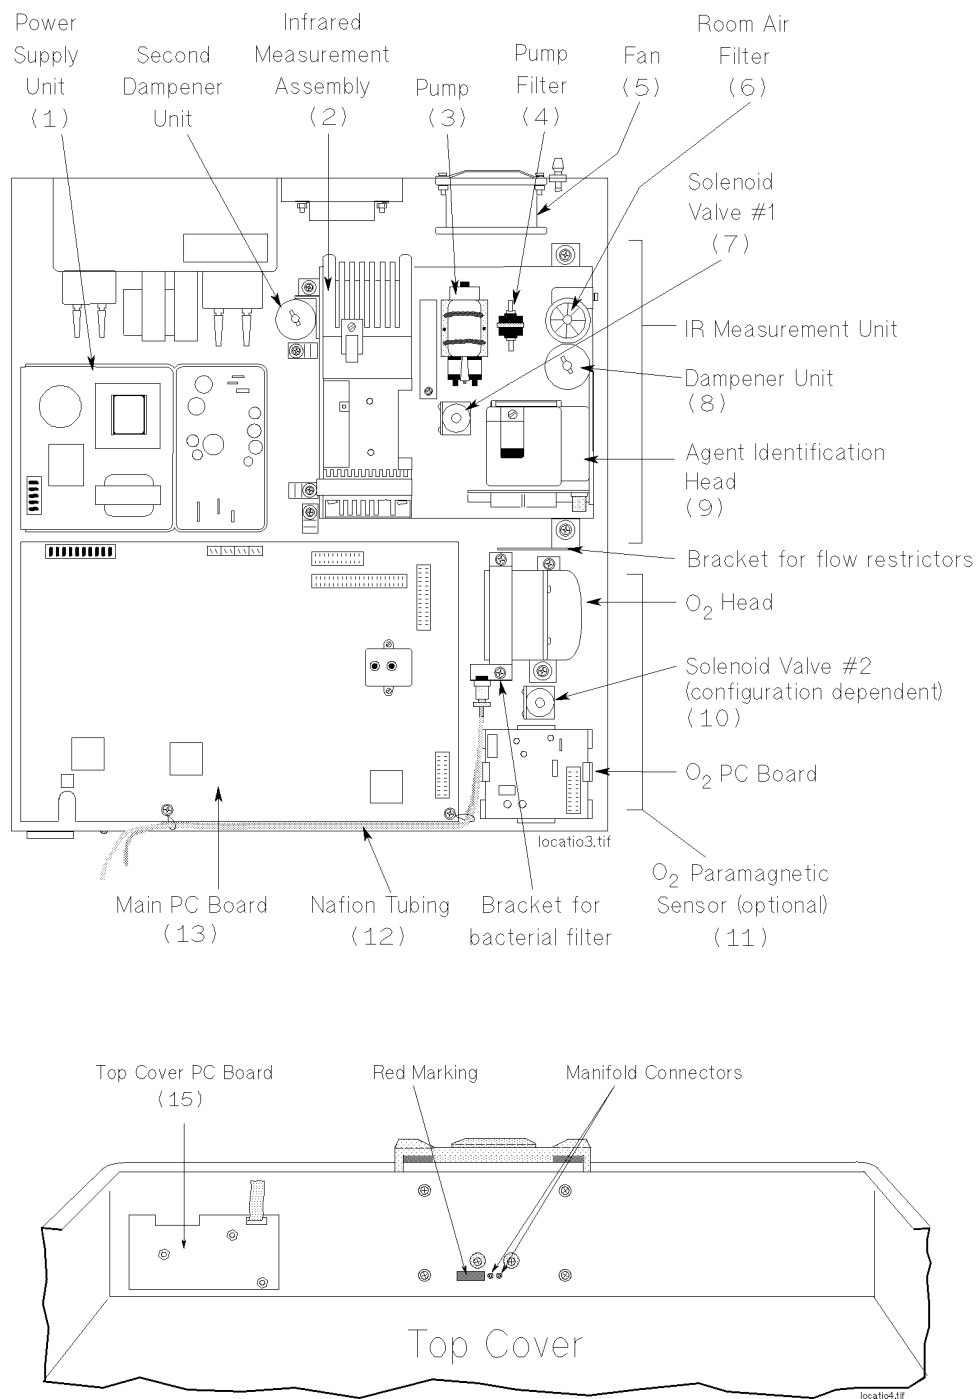 Power
Supply
Unit
(1)
Second
Dampener
Unit
Infrared
Measurement
Assembly
(2)
Pump
(3)
Pump
Filter
(4)
Fan
(5)
Room Air
Filter
(6)
Solenoid
Valve #1
(7)
IR Measurement Unit
Dampener Unit
(8)
Agent Identification
Head
(9)
Bracket for flow restrictors
O2 Head
Solenoid Valve #2
(configuration dependent)
(10)
O2 PC Board
locatio3.tif
O2 Paramagnetic
Sensor (optional)
(11)
Main PC Board
(13)
Nafion Tubing
(12)
Bracket for
bacterial filter
Top Cover PC Board
(15)
Red Marking
Manifold Connectors
Top Cover
locatio4.tif